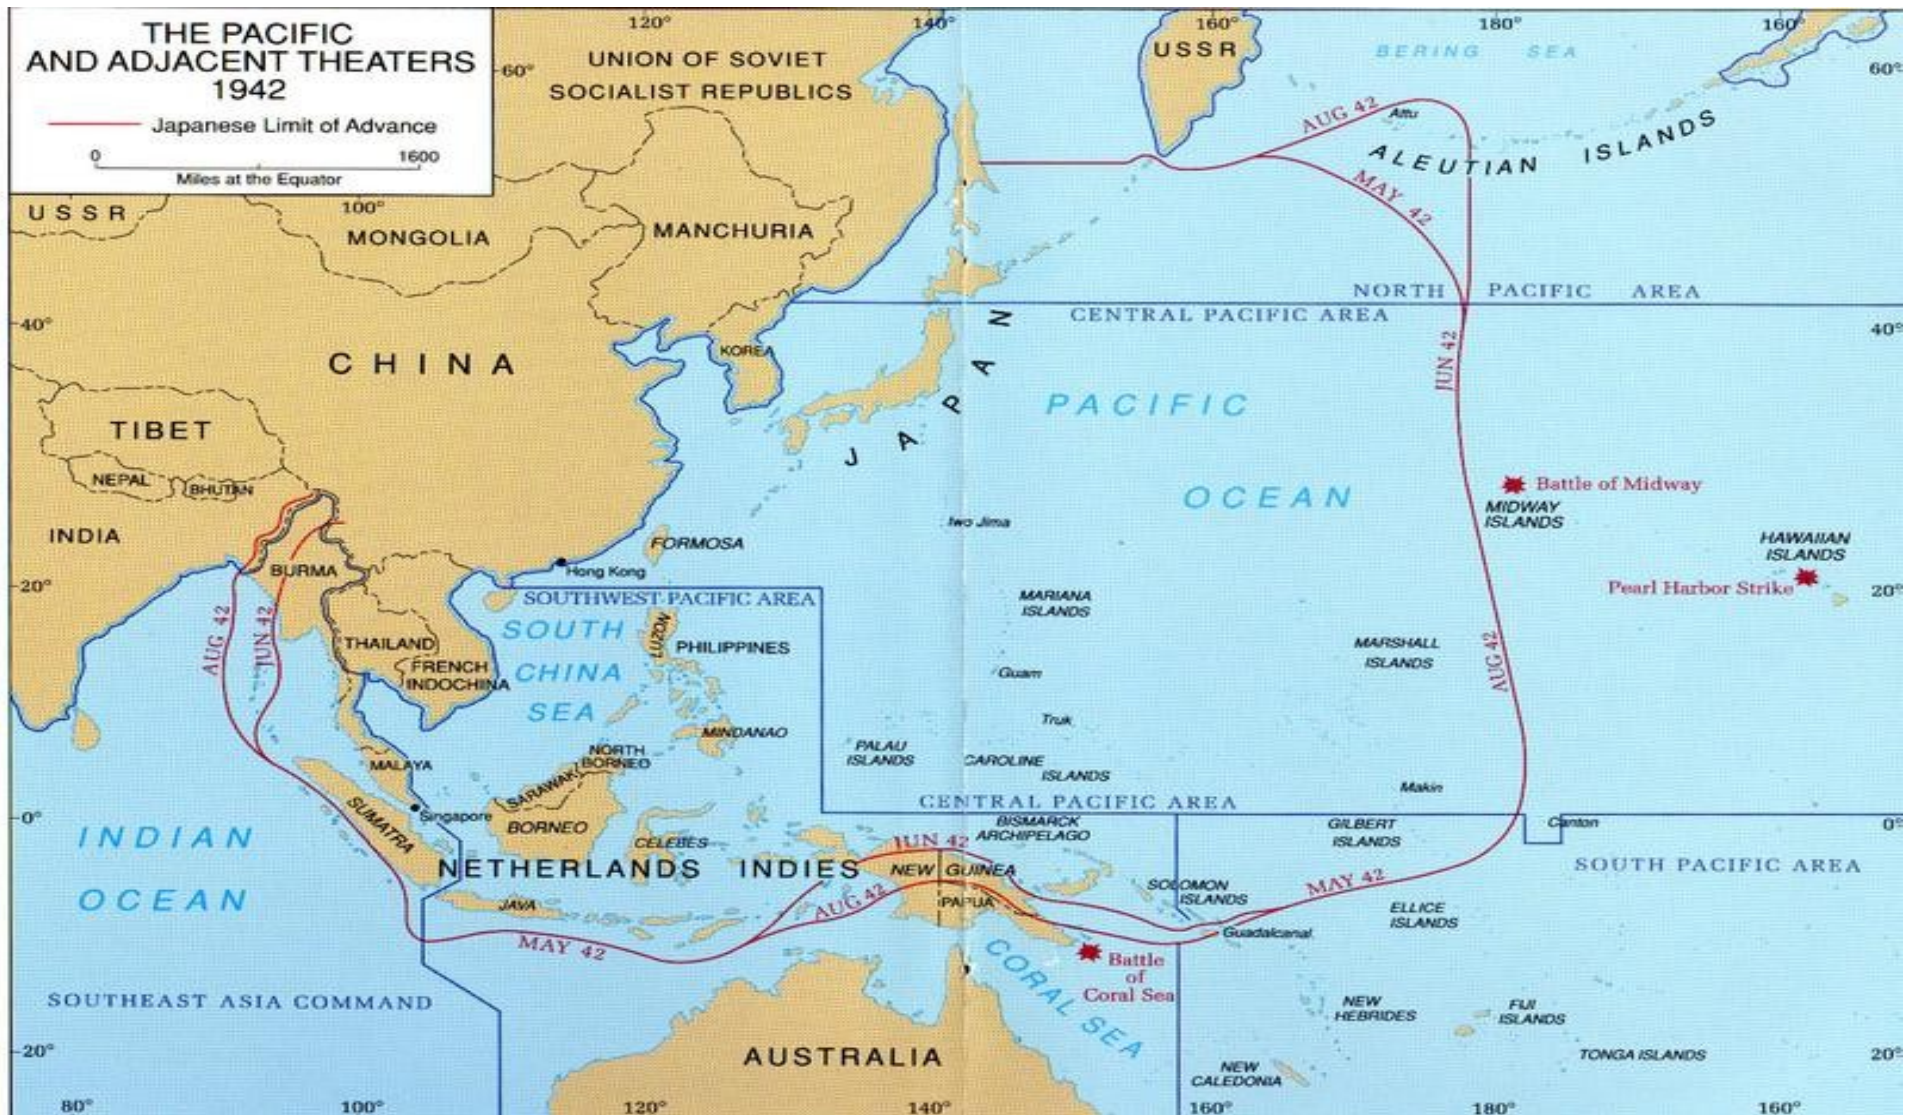 THE PACIFIC
AND ADJACENT THEATERS
1942
Japanese Limit of Advance
0 1600
Miles at the Equator
120° 140° 160° 180° 160°
60°
60°
UNION OF SOVIET
SOCIALIST REPUBLICS
USSR
BERING SEA
AUG 42
Attu
ALEUTIAN ISLANDS
MAY 42
USSR
100°
MONGOLIA
MANCHURIA
NORTH PACIFIC AREA
CENTRAL PACIFIC AREA
40°
40°
CHINA
KOREA
JAPAN
JUN 42
PACIFIC
OCEAN
TIBET
NEPAL
BHUTAN
INDIA
BURMA
Battle of Midway
MIDWAY
ISLANDS
Iwo Jima
FORMOSA
HAWAIIAN
ISLANDS
Pearl Harbor Strike
Hong Kong
20°
20°
SOUTHWEST PACIFIC AREA
SOUTH
CHINA
SEA
LUZON
PHILIPPINES
MARIANA
ISLANDS
AUG 42
JUN 42
THAILAND
FRENCH
INDOCHINA
MARSHALL
ISLANDS
AUG 42
Guam
Truk
MINDANAO
PALAU
ISLANDS
CAROLINE
ISLANDS
NORTH
BORNEO
MALAYA
SARAWAK
Makin
CENTRAL PACIFIC AREA
0°
0°
Singapore
SUMATRA
BORNEO
CELEBES
BISMARCK
ARCHIPELAGO
GILBERT
ISLANDS
Canton
INDIAN
OCEAN
JUN 42
SOUTH PACIFIC AREA
NETHERLANDS INDIES
NEW GUINEA
MAY 42
SOLOMON
ISLANDS
JAVA
AUG 42
PAPUA
ELLICE
ISLANDS
Guadalcanal
MAY 42
CORAL SEA
Battle
of
Coral Sea
SOUTHEAST ASIA COMMAND
NEW
HEBRIDES
FIJI
ISLANDS
20°
20°
AUSTRALIA
TONGA ISLANDS
NEW
CALEDONIA
80° 100° 120° 140° 160° 180° 160°